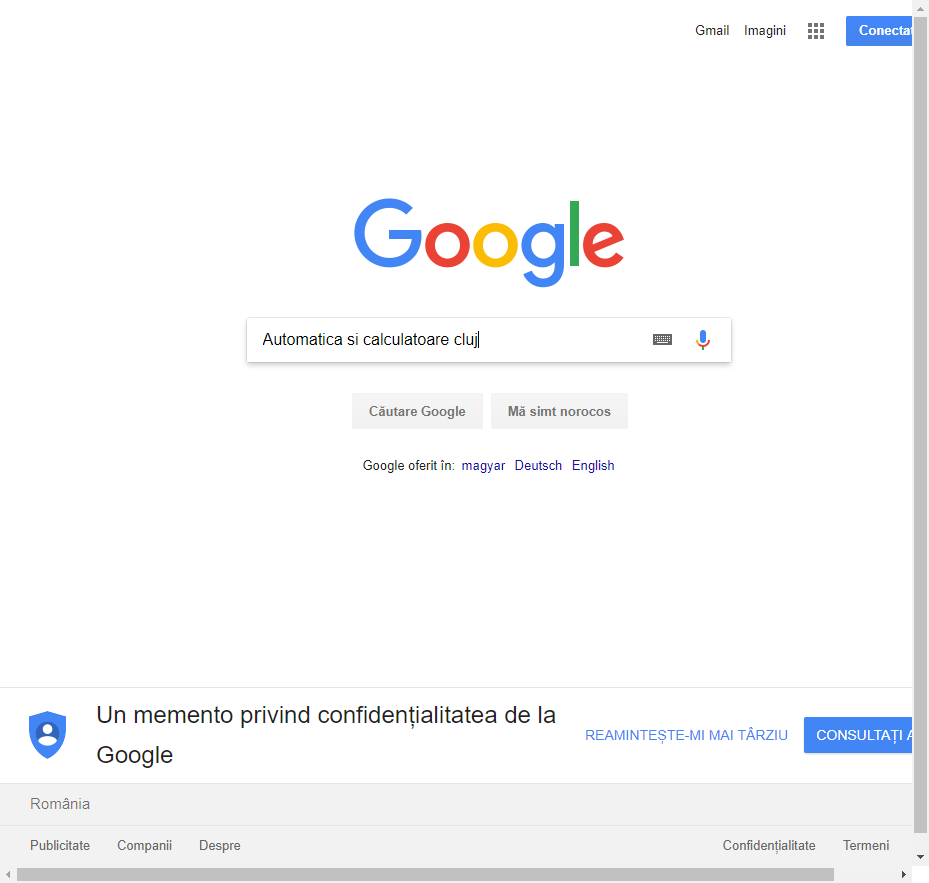 Gmail Imagini
Google
Automatica si calculatoare cluj
Căutare Google Mă simt norocos
Google oferit în: magyar Deutsch English
Un memento privind confidențialitatea de la
Google
REAMINTEȘTE-MI MAI TÂRZIU CONSULTAȚI A
România
Publicitate Companii Despre Confidențialitate Termeni